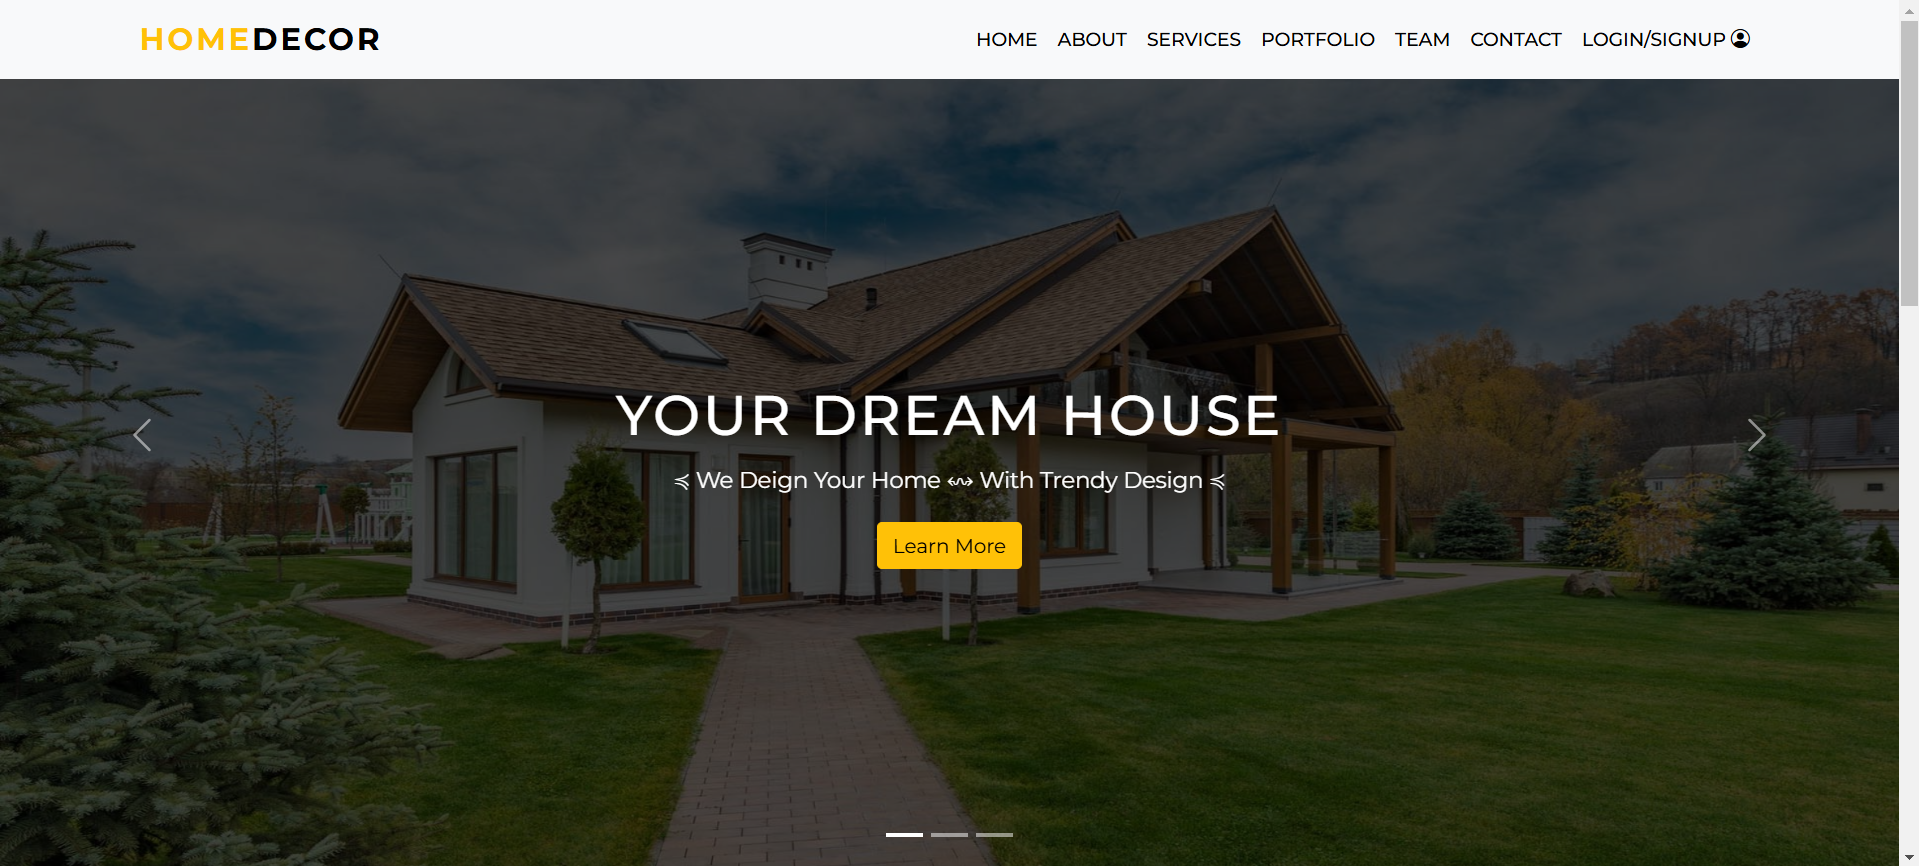 HOMEDECOR
HOME ABOUT SERVICES PORTFOLIO TEAM CONTACT LOGIN/SIGNUP
YOUR DREAM HOUSE
⪪ We Deign Your Home ⬳ With Trendy Design ⪪
Learn More